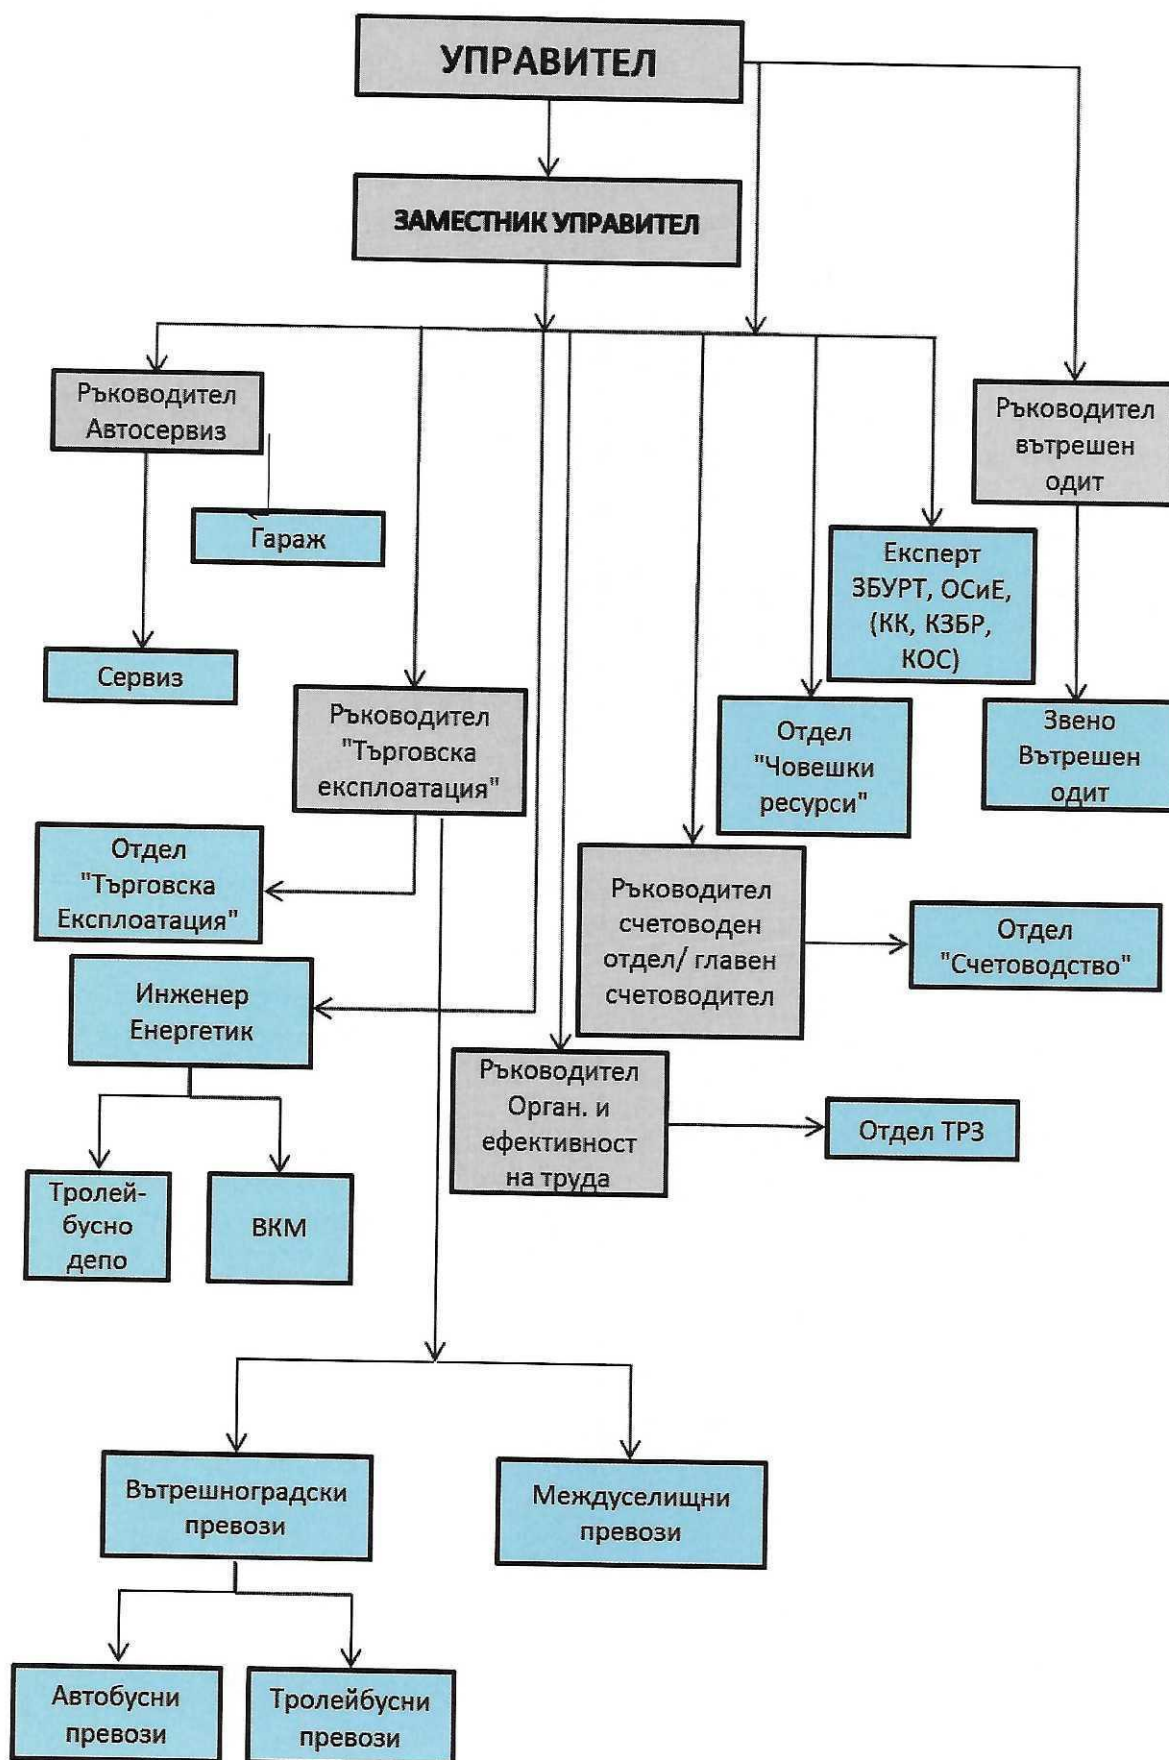 УПРАВИТЕЛ
ЗАМЕСТНИК УПРАВИТЕЛ
Ръководител
Автосервиз
Ръководител
вътрешен
одит
Гараж
Експерт
ЗБУРТ, ОСиЕ,
(КК, КЗБР,
КОС)
Сервиз
Ръководител
"Търговска
експлоатация"
Отдел
"Човешки
ресурси"
Звено
Вътрешен
одит
Отдел
"Търговска
Експлоатация"
Ръководител
счетоводен
отдел/ главен
счетоводител
Отдел
"Счетоводство"
Инженер
Енергетик
Ръководител
Орган. и
ефективност
на труда
Отдел ТРЗ
Тролей-
бусно
депо
ВКМ
Вътрешноградски
превози
Междуселищни
превози
Автобусни
превози
Тролейбусни
превози